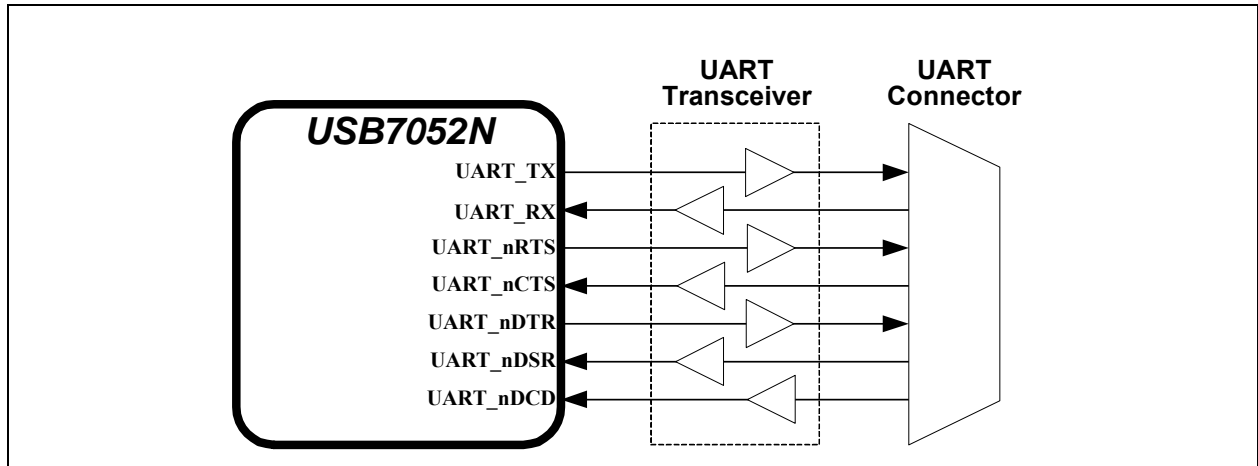 UART
Transceiver
UART
Connector
USB7052N
UART_TX
UART_RX
UART_nRTS
UART_nCTS
UART_nDTR
UART_nDSR
UART_nDCD